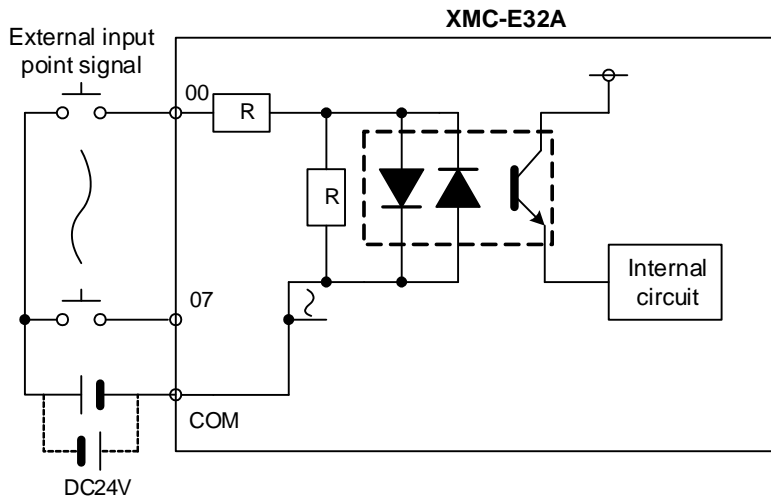 XMC-E32A
External input
point signal
00
R
R
07
Internal
circuit
COM
DC24V